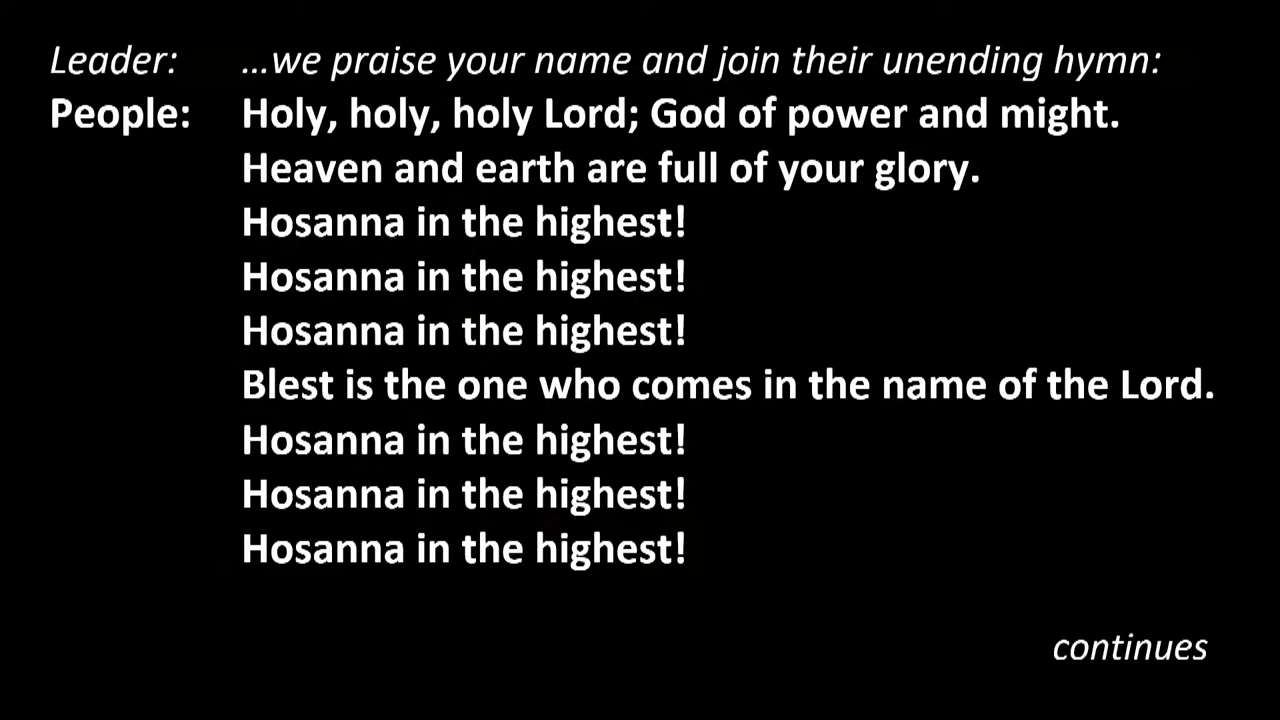 Leader: ...we praise your name and join their unending hymn:
People: Holy, holy, holy Lord; God of power and might.
Heaven and earth are full of your glory.
Hosanna in the highest!
Hosanna in the highest!
Hosanna in the highest!
Blest is the one who comes in the name of the Lord.
Hosanna in the highest!
Hosanna in the highest!
Hosanna in the highest!
continues